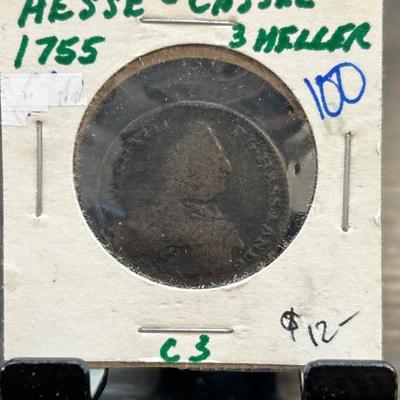 HESSE-CASSEL
1755 3 HELLER
100
$12-
C3